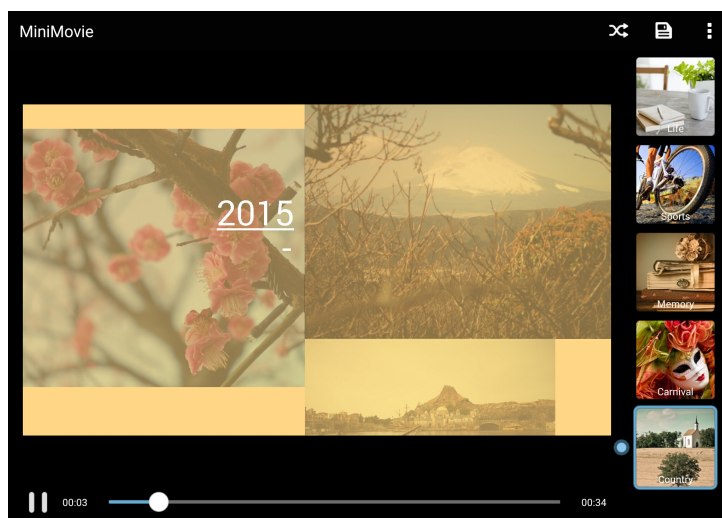 MiniMovie
Life
2015
-
Sports
Memory
Carnival
Country
00:03
00:34